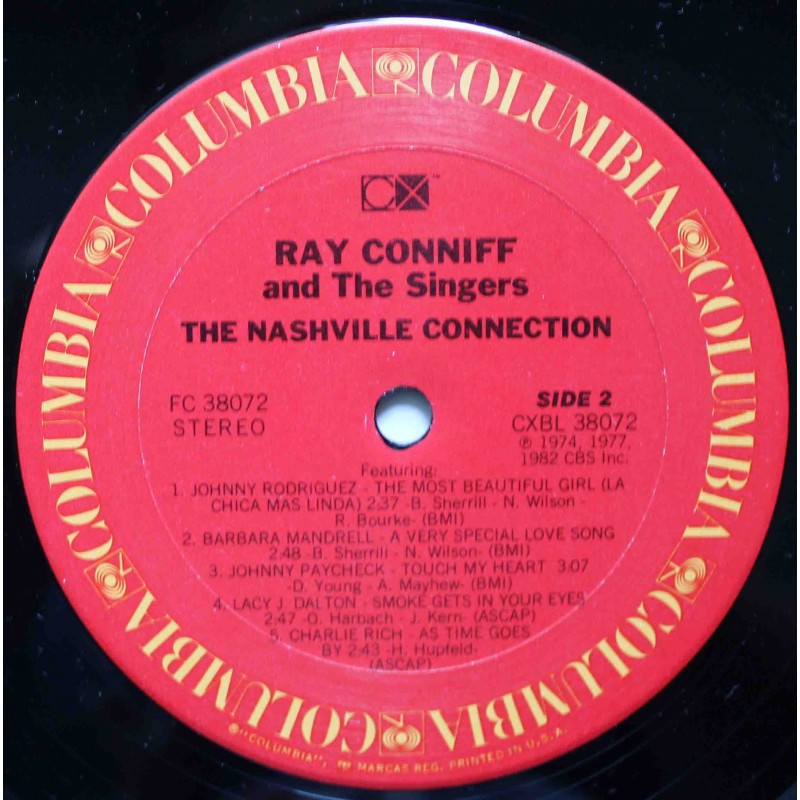 COLUMBIA COLUMBIA COLUMBIA COLUMBIA COLUMBIA COLUMBIA COLUMBIA
CX™
RAY CONNIFF
and The Singers
THE NASHVILLE CONNECTION
FC 38072
STEREO
SIDE 2
CXBL 38072
℗ 1974, 1977,
1982 CBS Inc.
Featuring:
1. JOHNNY RODRIGUEZ - THE MOST BEAUTIFUL GIRL (LA
CHICA MAS LINDA) 2:37 -B. Sherrill - N. Wilson -
R. Bourke- (BMI)
2. BARBARA MANDRELL - A VERY SPECIAL LOVE SONG
2:48 -B. Sherrill - N. Wilson- (BMI)
3. JOHNNY PAYCHECK - TOUCH MY HEART 3:07
-D. Young - A. Mayhew- (BMI)
4. LACY J. DALTON - SMOKE GETS IN YOUR EYES
2:47 -O. Harbach - J. Kern- (ASCAP)
5. CHARLIE RICH - AS TIME GOES
BY 2:43 -H. Hupfeld-
(ASCAP)
®"COLUMBIA", MARCAS REG. PRINTED IN U.S.A.